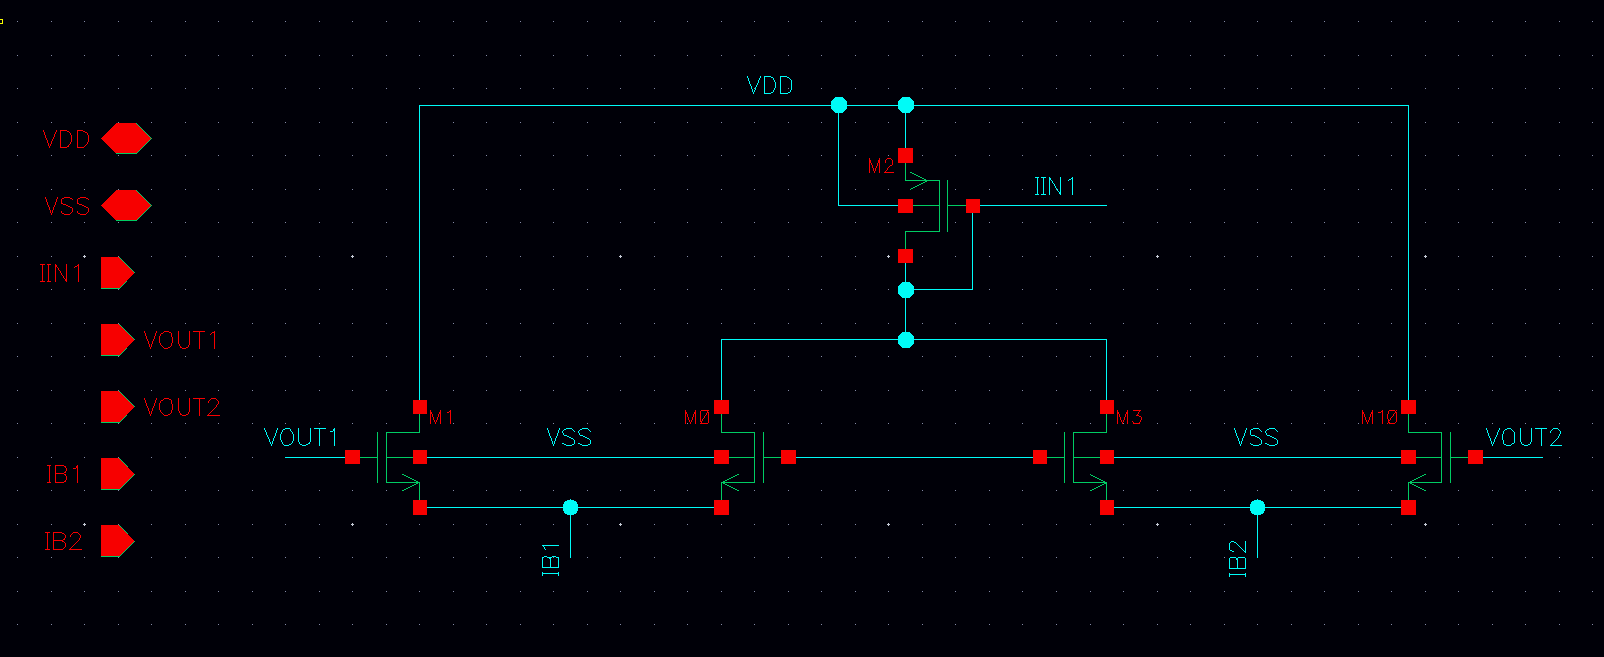 VDD
VDD
M2
IIN1
VSS
IIN1
VOUT1
VOUT2
M1
M0
M3
M10
VOUT1
VSS
VSS
VOUT2
IB1
IB2
IB1
IB2